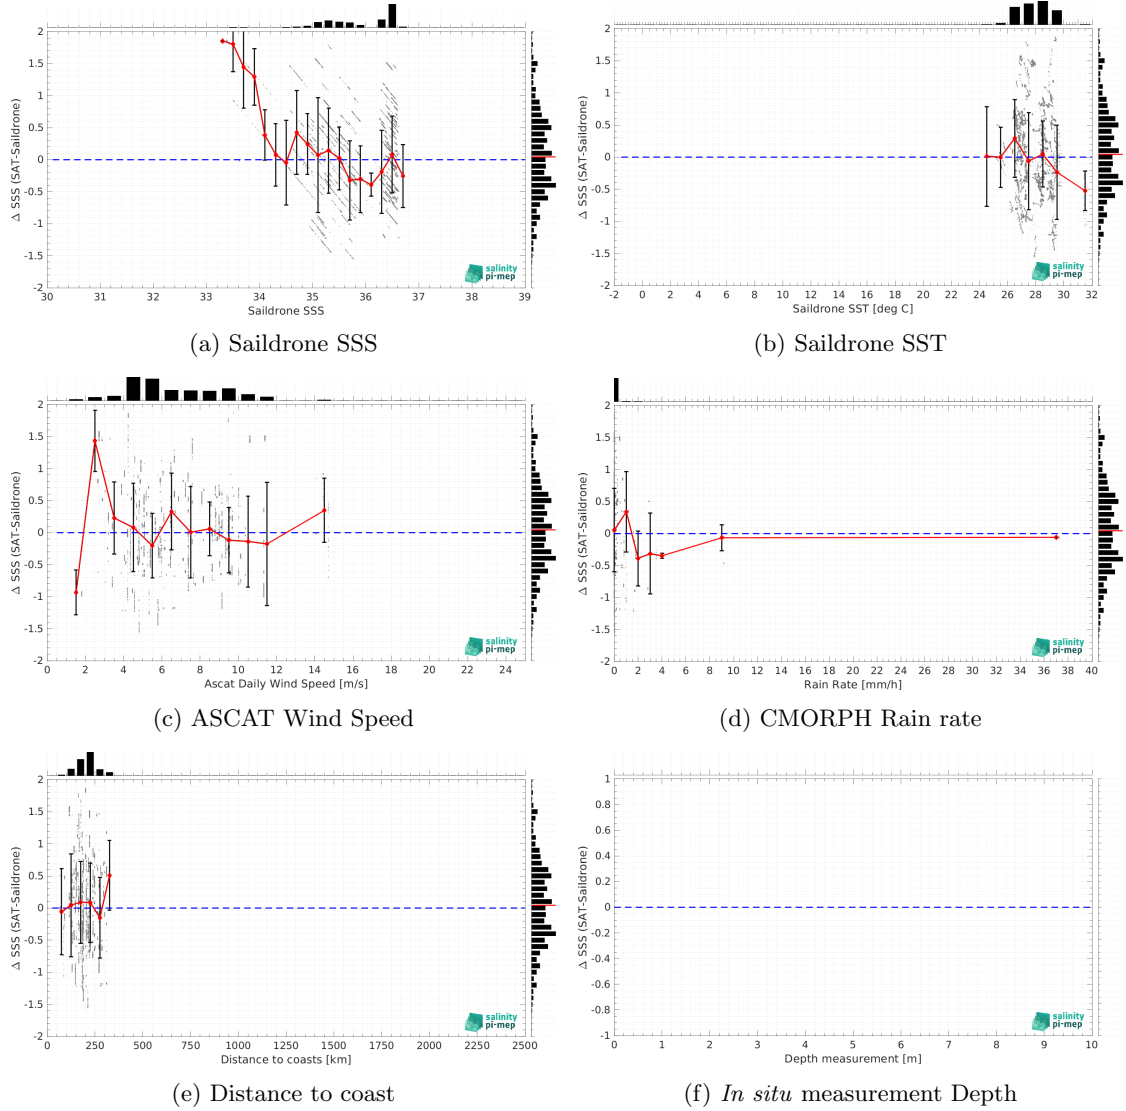 2
1.5
1
0.5
0
-0.5
-1
-1.5
-2
Δ SSS (SAT-Saildrone)
30 31 32 33 34 35 36 37 38 39
Saildrone SSS
salinity
pi-mep
(a) Saildrone SSS
2
1.5
1
0.5
0
-0.5
-1
-1.5
-2
Δ SSS (SAT-Saildrone)
-2 0 2 4 6 8 10 12 14 16 18 20 22 24 26 28 30 32
Saildrone SST [deg C]
salinity
pi-mep
(b) Saildrone SST
2
1.5
1
0.5
0
-0.5
-1
-1.5
-2
Δ SSS (SAT-Saildrone)
0 2 4 6 8 10 12 14 16 18 20 22 24
Ascat Daily Wind Speed [m/s]
salinity
pi-mep
(c) ASCAT Wind Speed
2
1.5
1
0.5
0
-0.5
-1
-1.5
-2
Δ SSS (SAT-Saildrone)
0 2 4 6 8 10 12 14 16 18 20 22 24 26 28 30 32 34 36 38 40
Rain Rate [mm/h]
salinity
pi-mep
(d) CMORPH Rain rate
2
1.5
1
0.5
0
-0.5
-1
-1.5
-2
Δ SSS (SAT-Saildrone)
0 250 500 750 1000 1250 1500 1750 2000 2250 2500
Distance to coasts [km]
salinity
pi-mep
(e) Distance to coast
1
0.8
0.6
0.4
0.2
0
-0.2
-0.4
-0.6
-0.8
-1
Δ SSS (SAT-Saildrone)
0 1 2 3 4 5 6 7 8 9 10
Depth measurement [m]
salinity
pi-mep
(f) In situ measurement Depth